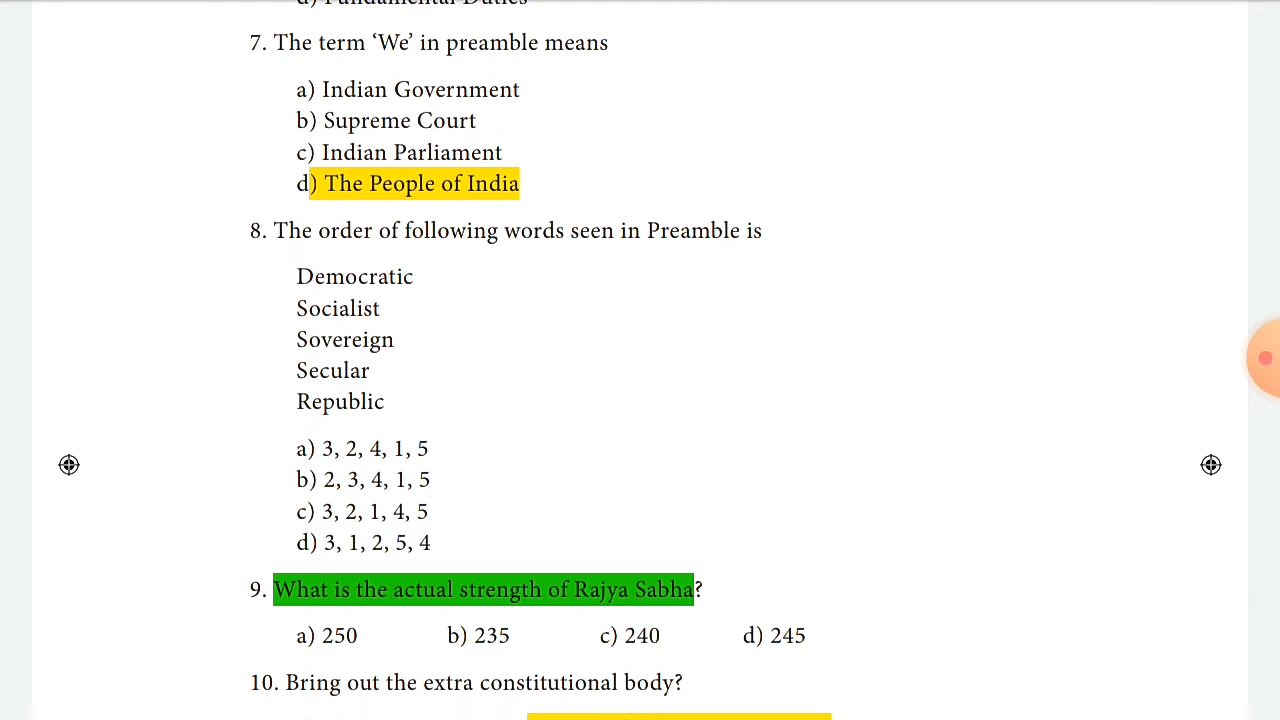 d) Fundamental Duties
7. The term ‘We’ in preamble means
a) Indian Government
b) Supreme Court
c) Indian Parliament
d) The People of India
8. The order of following words seen in Preamble is
Democratic
Socialist
Sovereign
Secular
Republic
a) 3, 2, 4, 1, 5
b) 2, 3, 4, 1, 5
c) 3, 2, 1, 4, 5
d) 3, 1, 2, 5, 4
9. What is the actual strength of Rajya Sabha?
a) 250 b) 235 c) 240 d) 245
10. Bring out the extra constitutional body?